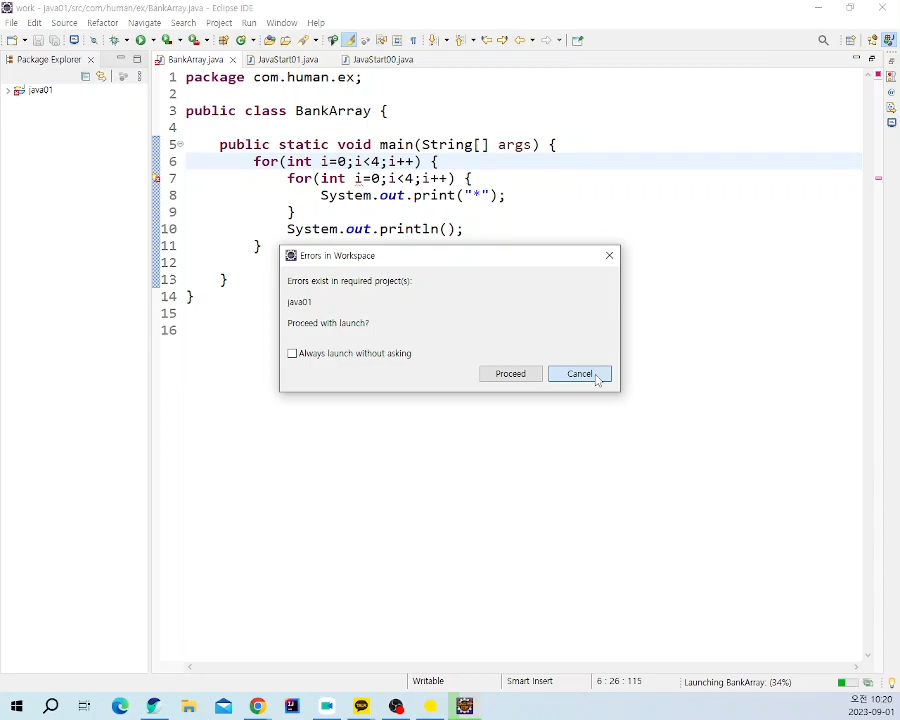 work - java01/src/com/human/ex/BankArray.java - Eclipse IDE
File Edit Source Refactor Navigate Search Project Run Window Help
Package Explorer
BankArray.java
JavaStart01.java
JavaStart00.java
java01
1 package com.human.ex;
2
3 public class BankArray {
4
5 public static void main(String[] args) {
6 for(int i=0;i<4;i++) {
7 for(int i=0;i<4;i++) {
8 System.out.print("*");
9 }
10 System.out.println();
11 }
12
13 }
14 }
15
16
Errors in Workspace
Errors exist in required project(s):
java01
Proceed with launch?
Always launch without asking
Proceed
Cancel
Writable
Smart Insert
6 : 26 : 115
Launching BankArray: (34%)
TALK
오전 10:20
2023-09-01